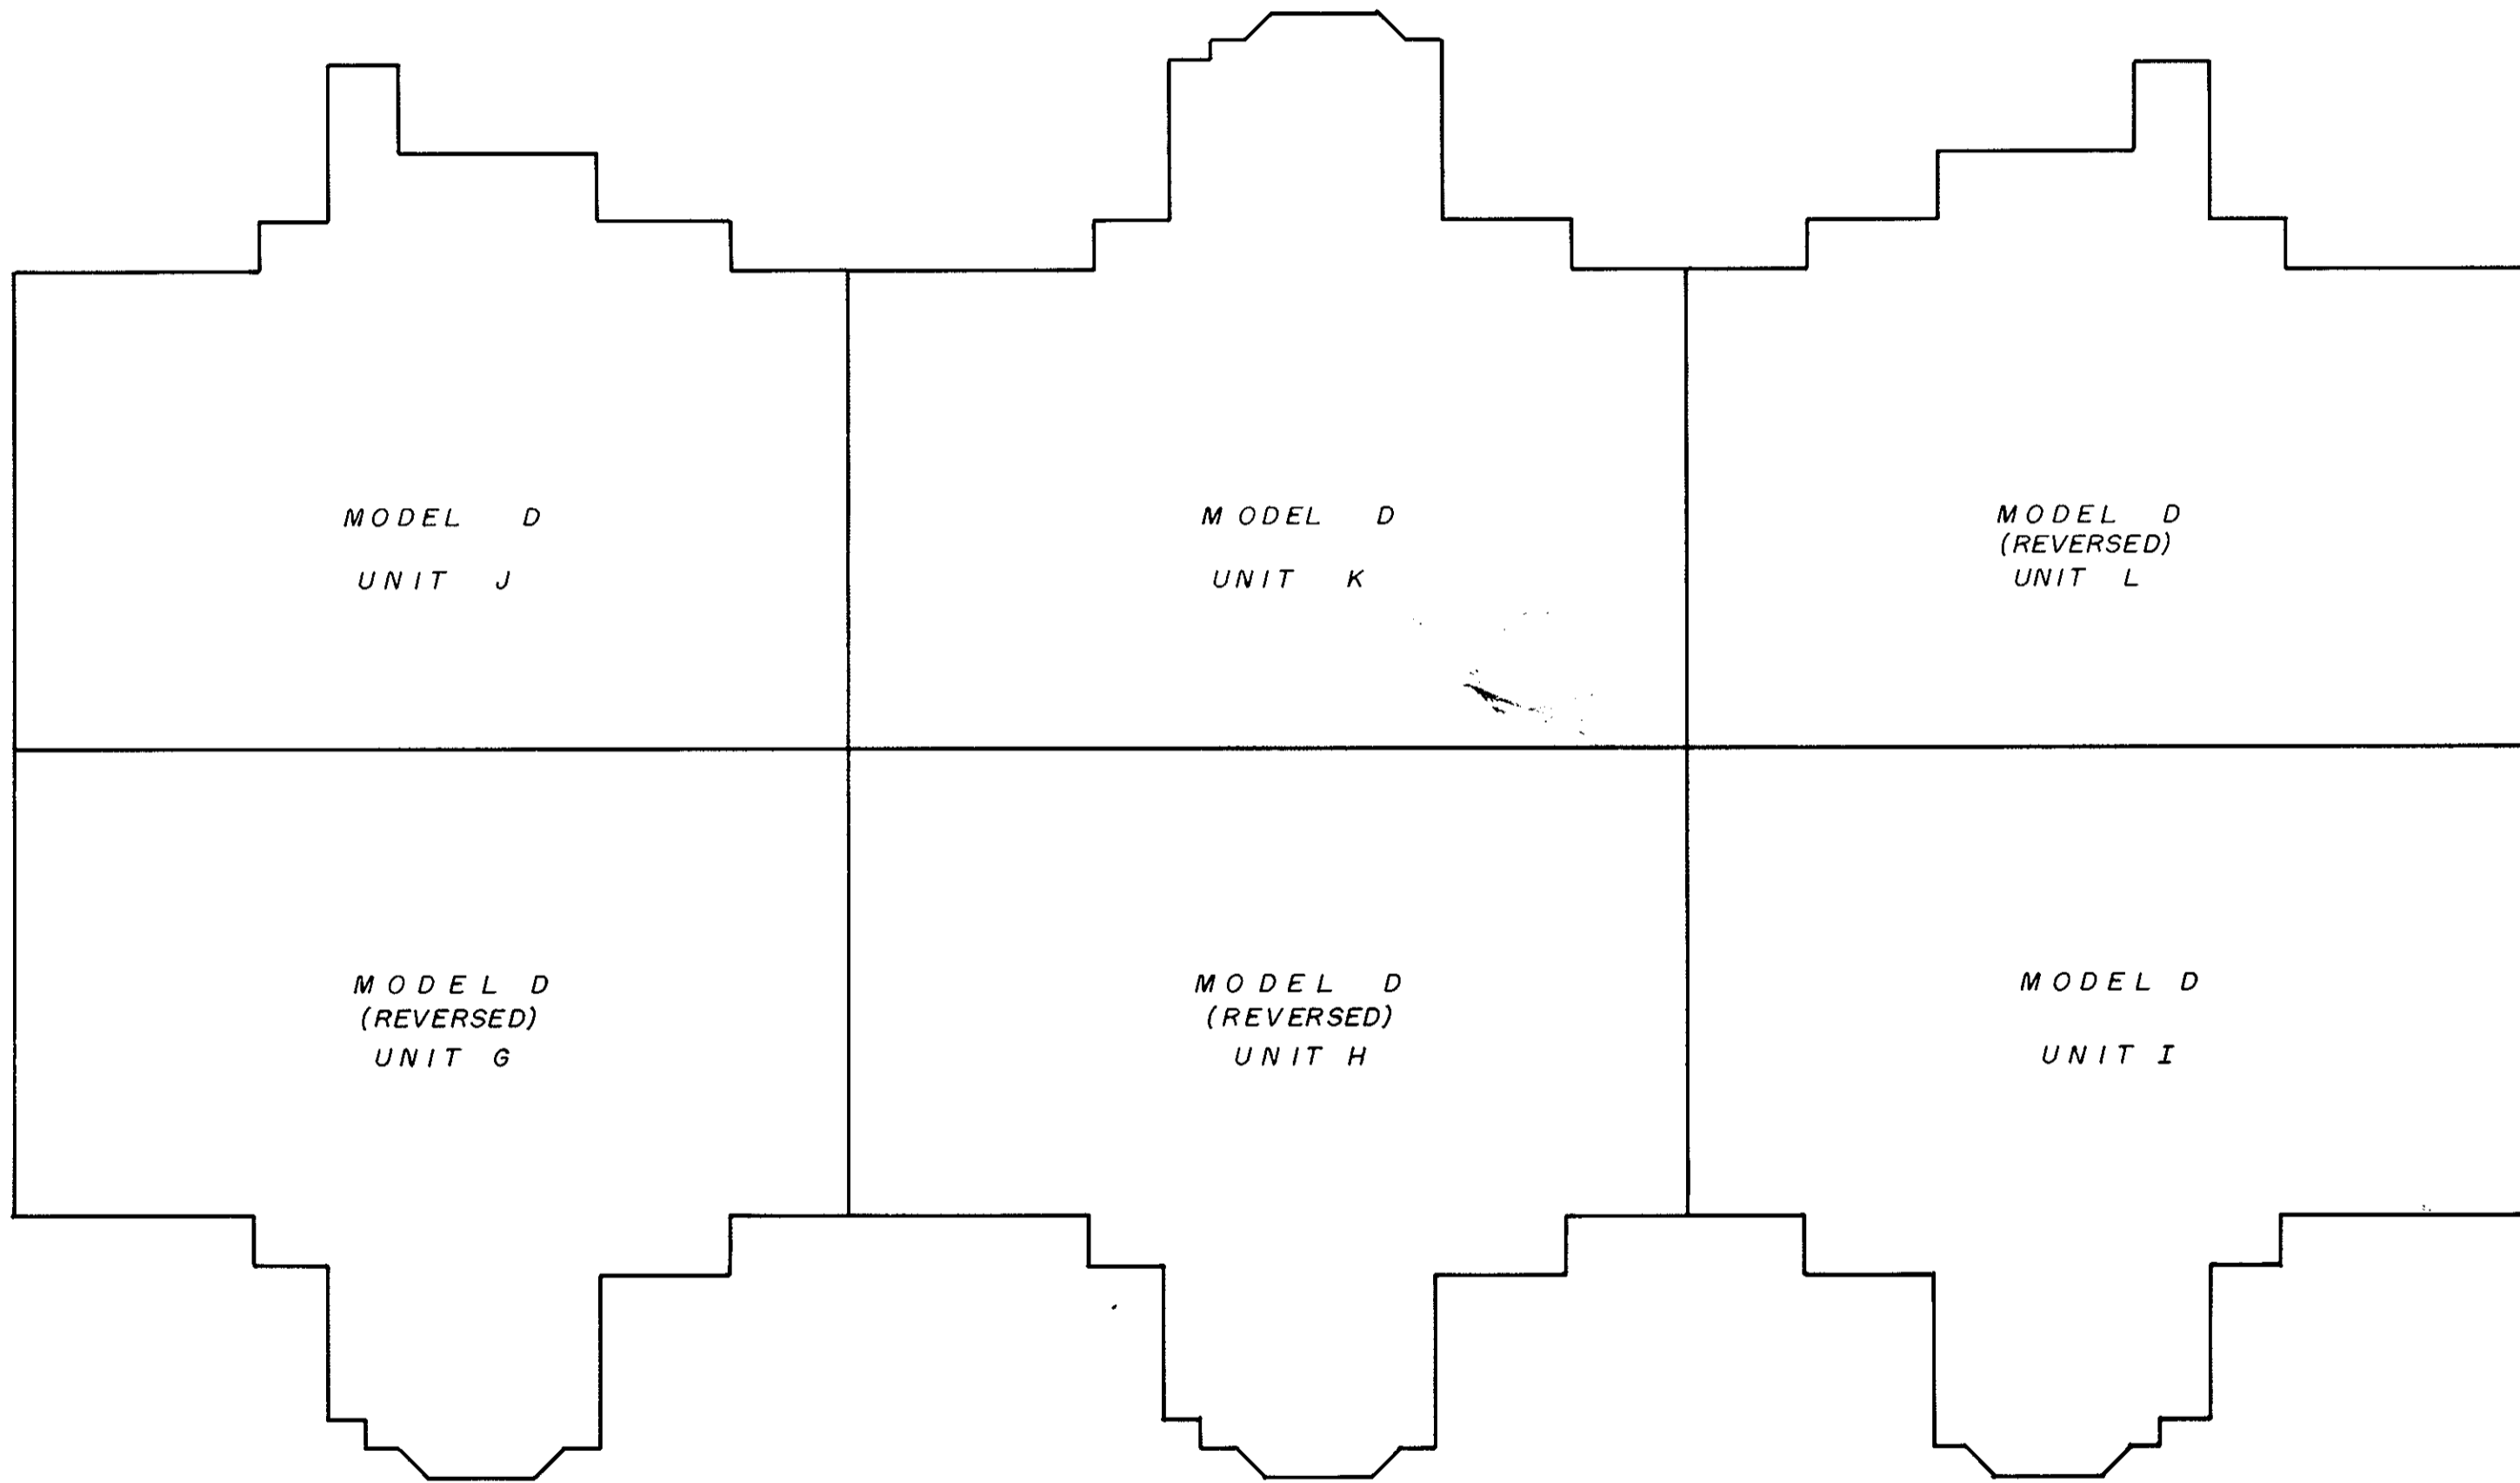 MODEL D
UNIT J
MODEL D
UNIT K
MODEL D
(REVERSED)
UNIT L
MODEL D
(REVERSED)
UNIT G
MODEL D
(REVERSED)
UNIT H
MODEL D
UNIT I